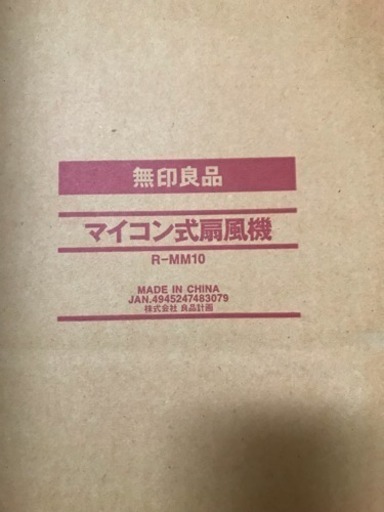 無印良品
マイコン式扇風機
R-MM10
MADE IN CHINA
JAN.4945247483079
株式会社 良品計画